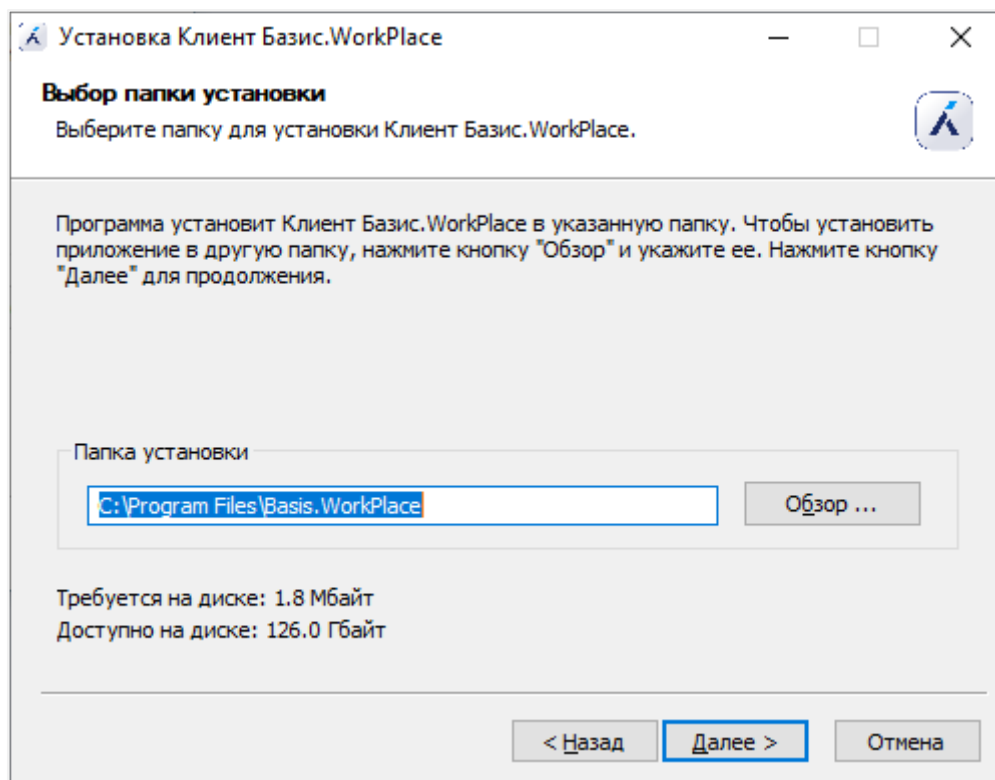 Установка Клиент Базис.WorkPlace
Выбор папки установки
Выберите папку для установки Клиент Базис.WorkPlace.
Программа установит Клиент Базис.WorkPlace в указанную папку. Чтобы установить
приложение в другую папку, нажмите кнопку "Обзор" и укажите ее. Нажмите кнопку
"Далее" для продолжения.
Папка установки
C:\Program Files\Basis.WorkPlace
Обзор ...
Требуется на диске: 1.8 Мбайт
Доступно на диске: 126.0 Гбайт
< Назад
Далее >
Отмена